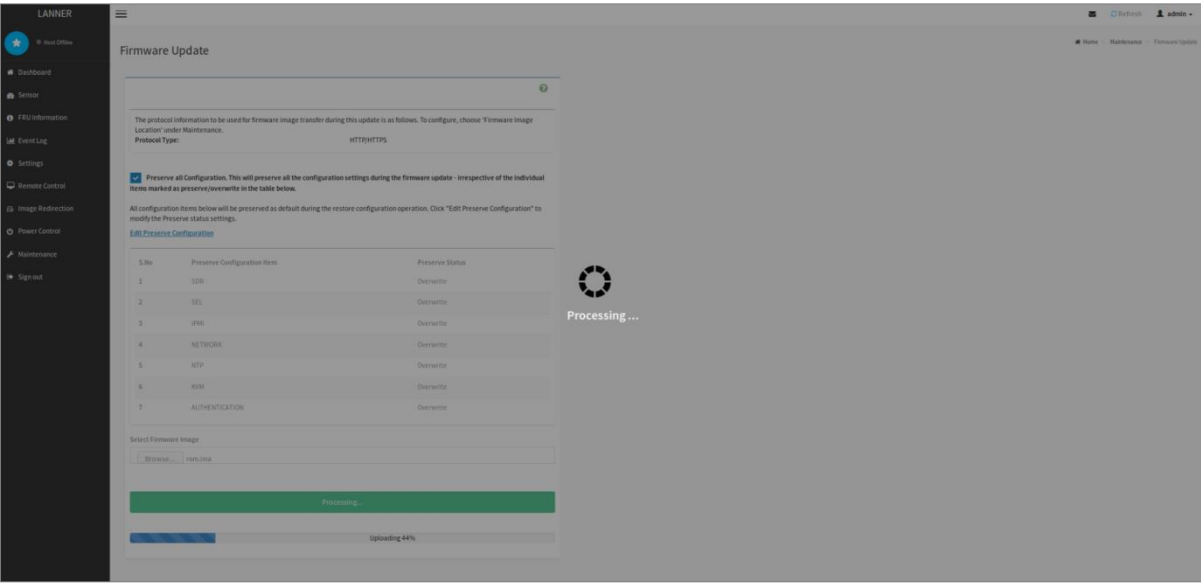 LANNER
Refresh admin
Host Offline
Home Maintenance Firmware Update
Firmware Update
Dashboard
Sensor
FRU Information
Event Log
Settings
Remote Control
Image Redirection
Power Control
Maintenance
Sign out
The protocol information to be used for firmware image transfer during this update is as follows. To configure, choose 'Firmware Image
Location' under Maintenance.
Protocol Type: HTTP/HTTPS
Preserve all Configuration. This will preserve all the configuration settings during the firmware update - irrespective of the individual
items marked as preserve/overwrite in the table below.
All configuration items below will be preserved as default during the restore configuration operation. Click "Edit Preserve Configuration" to
modify the Preserve status settings.
Edit Preserve Configuration
S.No Preserve Configuration Item Preserve Status
1 SDR Overwrite
2 SEL Overwrite
3 IPMI Overwrite
4 NETWORK Overwrite
5 NTP Overwrite
6 KVM Overwrite
7 AUTHENTICATION Overwrite
Processing ...
Select Firmware Image
Browse... rom.ima
Processing...
Uploading 44%